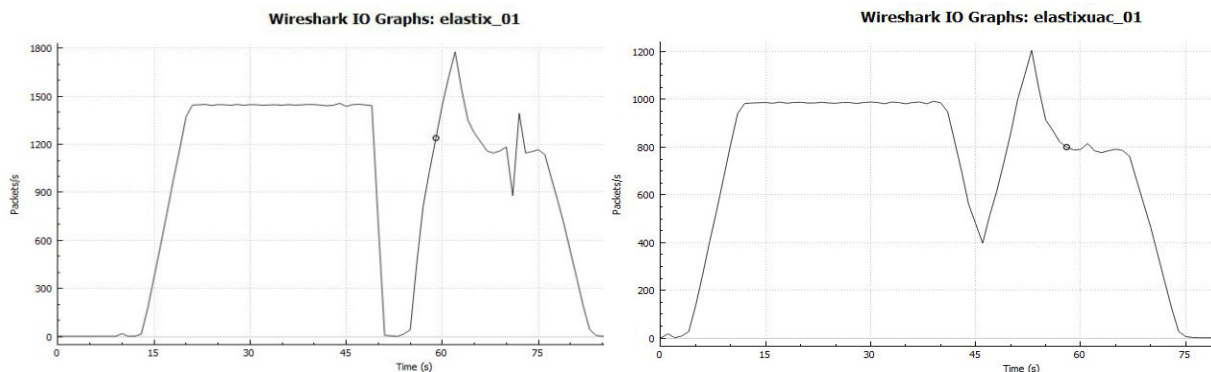 Wireshark IO Graphs: elastix_01
1800
1500
1200
900
600
300
0
Packets/s
0 15 30 45 60 75
Time (s)
Wireshark IO Graphs: elastixuac_01
1200
1000
800
600
400
200
0
Packets/s
0 15 30 45 60 75
Time (s)